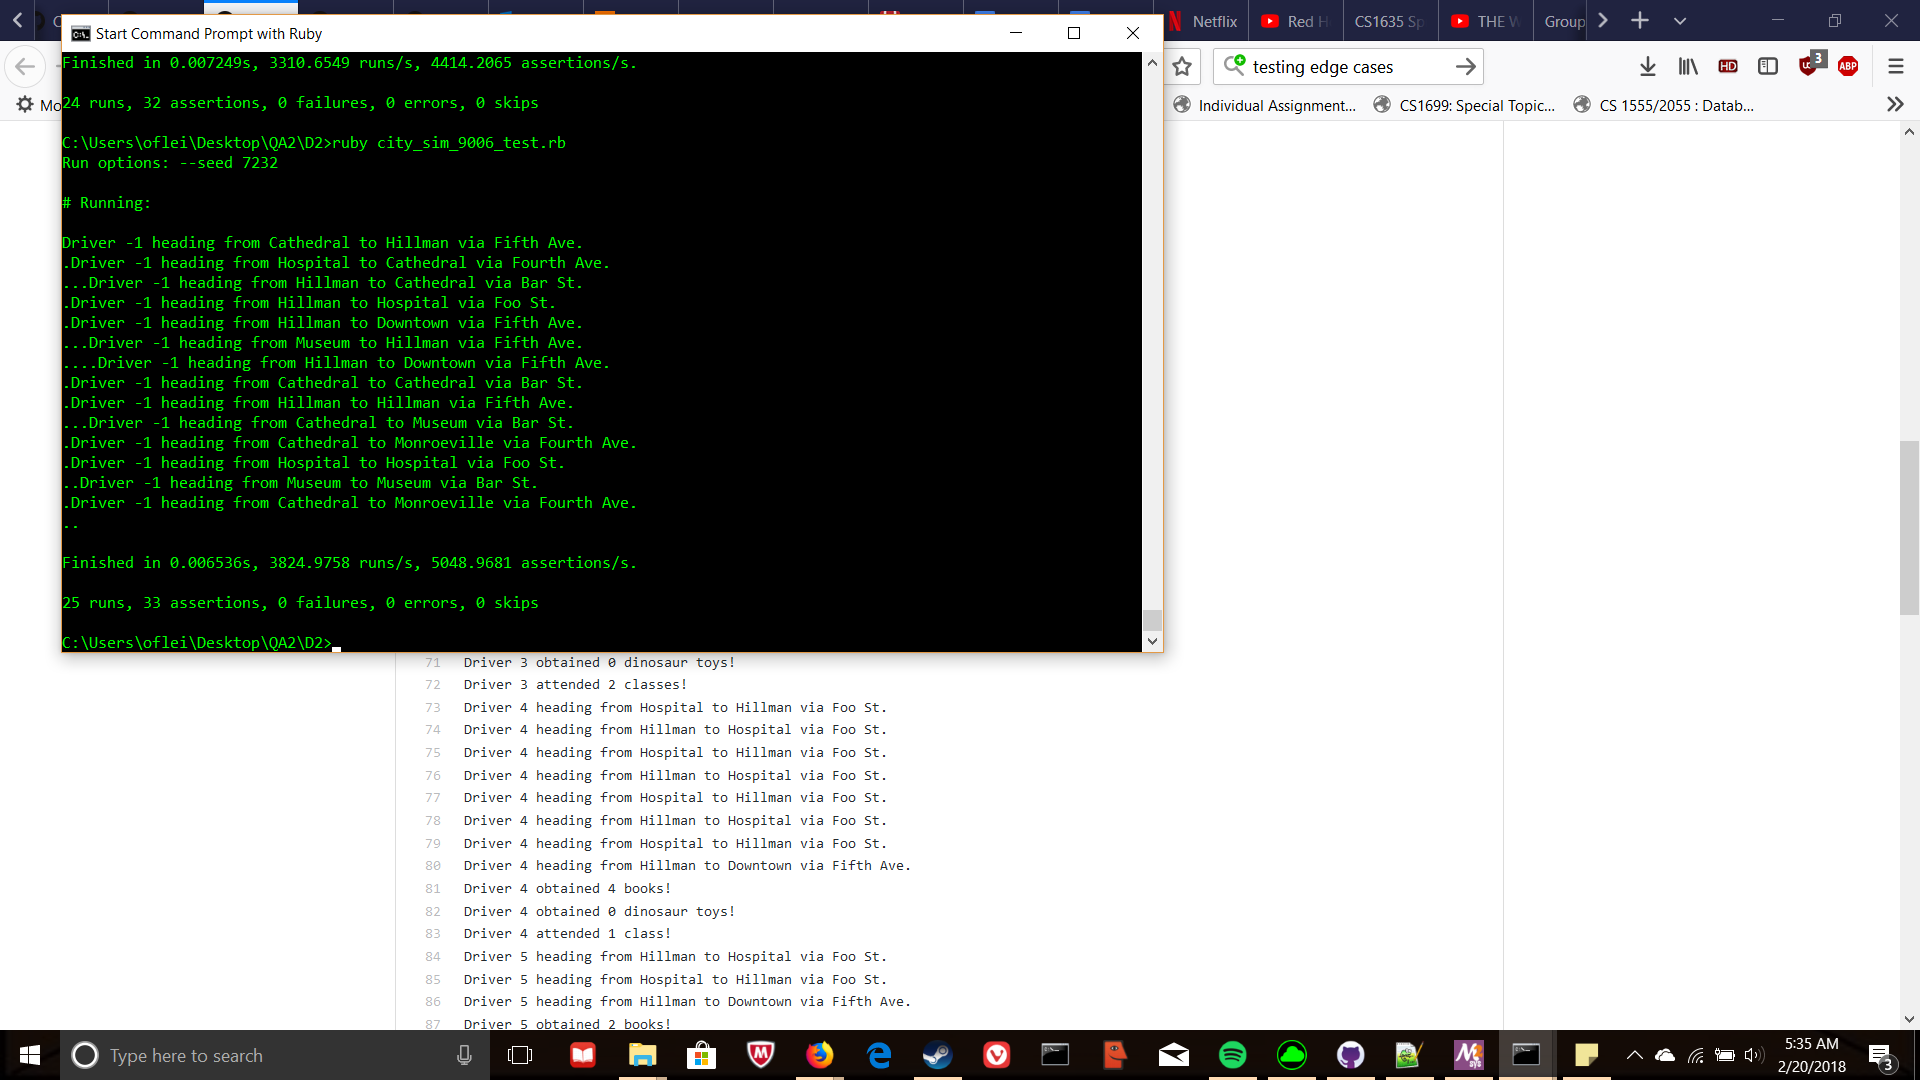 Netflix
Red H
CS1635 Sp
THE W
Group
Start Command Prompt with Ruby
testing edge cases
3
HD
ABP
Mo
Individual Assignment...
CS1699: Special Topic...
CS 1555/2055 : Datab...
Finished in 0.007249s, 3310.6549 runs/s, 4414.2065 assertions/s.
24 runs, 32 assertions, 0 failures, 0 errors, 0 skips
C:\Users\oflei\Desktop\QA2\D2>ruby city_sim_9006_test.rb
Run options: --seed 7232
# Running:
Driver -1 heading from Cathedral to Hillman via Fifth Ave.
.Driver -1 heading from Hospital to Cathedral via Fourth Ave.
...Driver -1 heading from Hillman to Cathedral via Bar St.
.Driver -1 heading from Hillman to Hospital via Foo St.
.Driver -1 heading from Hillman to Downtown via Fifth Ave.
...Driver -1 heading from Museum to Hillman via Fifth Ave.
....Driver -1 heading from Hillman to Downtown via Fifth Ave.
.Driver -1 heading from Cathedral to Cathedral via Bar St.
.Driver -1 heading from Hillman to Hillman via Fifth Ave.
...Driver -1 heading from Cathedral to Museum via Bar St.
.Driver -1 heading from Cathedral to Monroeville via Fourth Ave.
.Driver -1 heading from Hospital to Hospital via Foo St.
..Driver -1 heading from Museum to Museum via Bar St.
.Driver -1 heading from Cathedral to Monroeville via Fourth Ave.
..
Finished in 0.006536s, 3824.9758 runs/s, 5048.9681 assertions/s.
25 runs, 33 assertions, 0 failures, 0 errors, 0 skips
C:\Users\oflei\Desktop\QA2\D2>
71 Driver 3 obtained 0 dinosaur toys!
72 Driver 3 attended 2 classes!
73 Driver 4 heading from Hospital to Hillman via Foo St.
74 Driver 4 heading from Hillman to Hospital via Foo St.
75 Driver 4 heading from Hospital to Hillman via Foo St.
76 Driver 4 heading from Hillman to Hospital via Foo St.
77 Driver 4 heading from Hospital to Hillman via Foo St.
78 Driver 4 heading from Hillman to Hospital via Foo St.
79 Driver 4 heading from Hospital to Hillman via Foo St.
80 Driver 4 heading from Hillman to Downtown via Fifth Ave.
81 Driver 4 obtained 4 books!
82 Driver 4 obtained 0 dinosaur toys!
83 Driver 4 attended 1 class!
84 Driver 5 heading from Hillman to Hospital via Foo St.
85 Driver 5 heading from Hospital to Hillman via Foo St.
86 Driver 5 heading from Hillman to Downtown via Fifth Ave.
87 Driver 5 obtained 2 books!
Type here to search
5:35 AM
2/20/2018
3